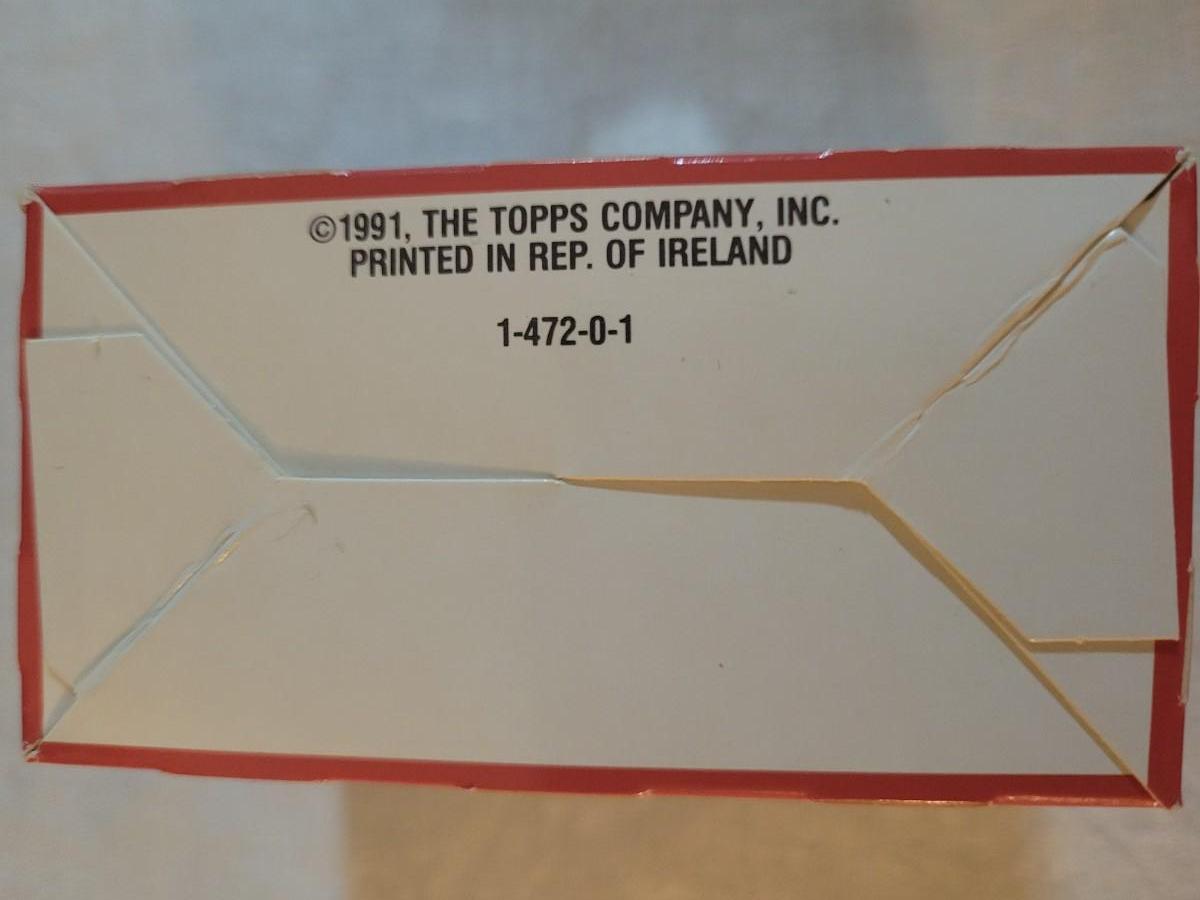 ©1991, THE TOPPS COMPANY, INC.
PRINTED IN REP. OF IRELAND
1-472-0-1